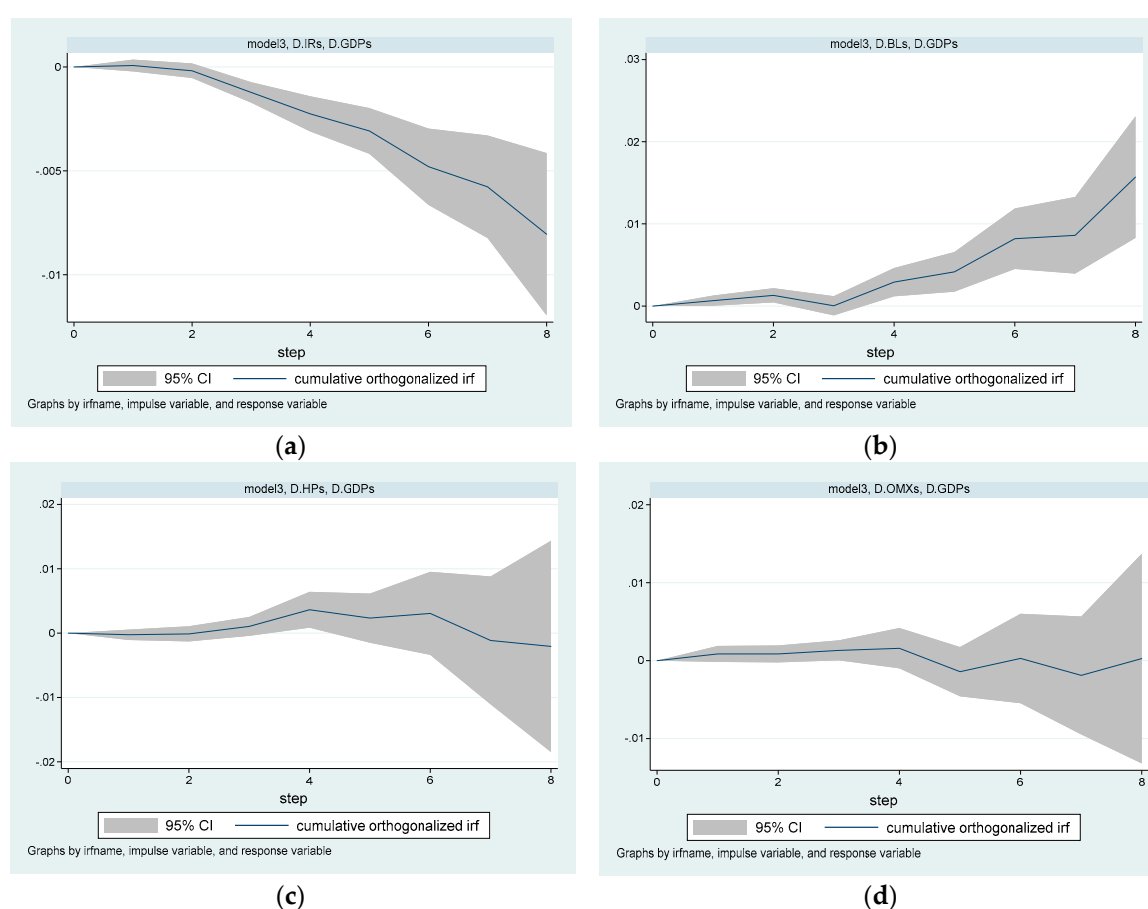 model3, D.IRs, D.GDPs
0
-.005
-.01
0 2 4 6 8
step
95% CI cumulative orthogonalized irf
Graphs by irfname, impulse variable, and response variable
(a)
model3, D.BLs, D.GDPs
.03
.02
.01
0
0 2 4 6 8
step
95% CI cumulative orthogonalized irf
Graphs by irfname, impulse variable, and response variable
(b)
model3, D.HPs, D.GDPs
.02
.01
0
-.01
-.02
0 2 4 6 8
step
95% CI cumulative orthogonalized irf
Graphs by irfname, impulse variable, and response variable
(c)
model3, D.OMXs, D.GDPs
.02
.01
0
-.01
0 2 4 6 8
step
95% CI cumulative orthogonalized irf
Graphs by irfname, impulse variable, and response variable
(d)